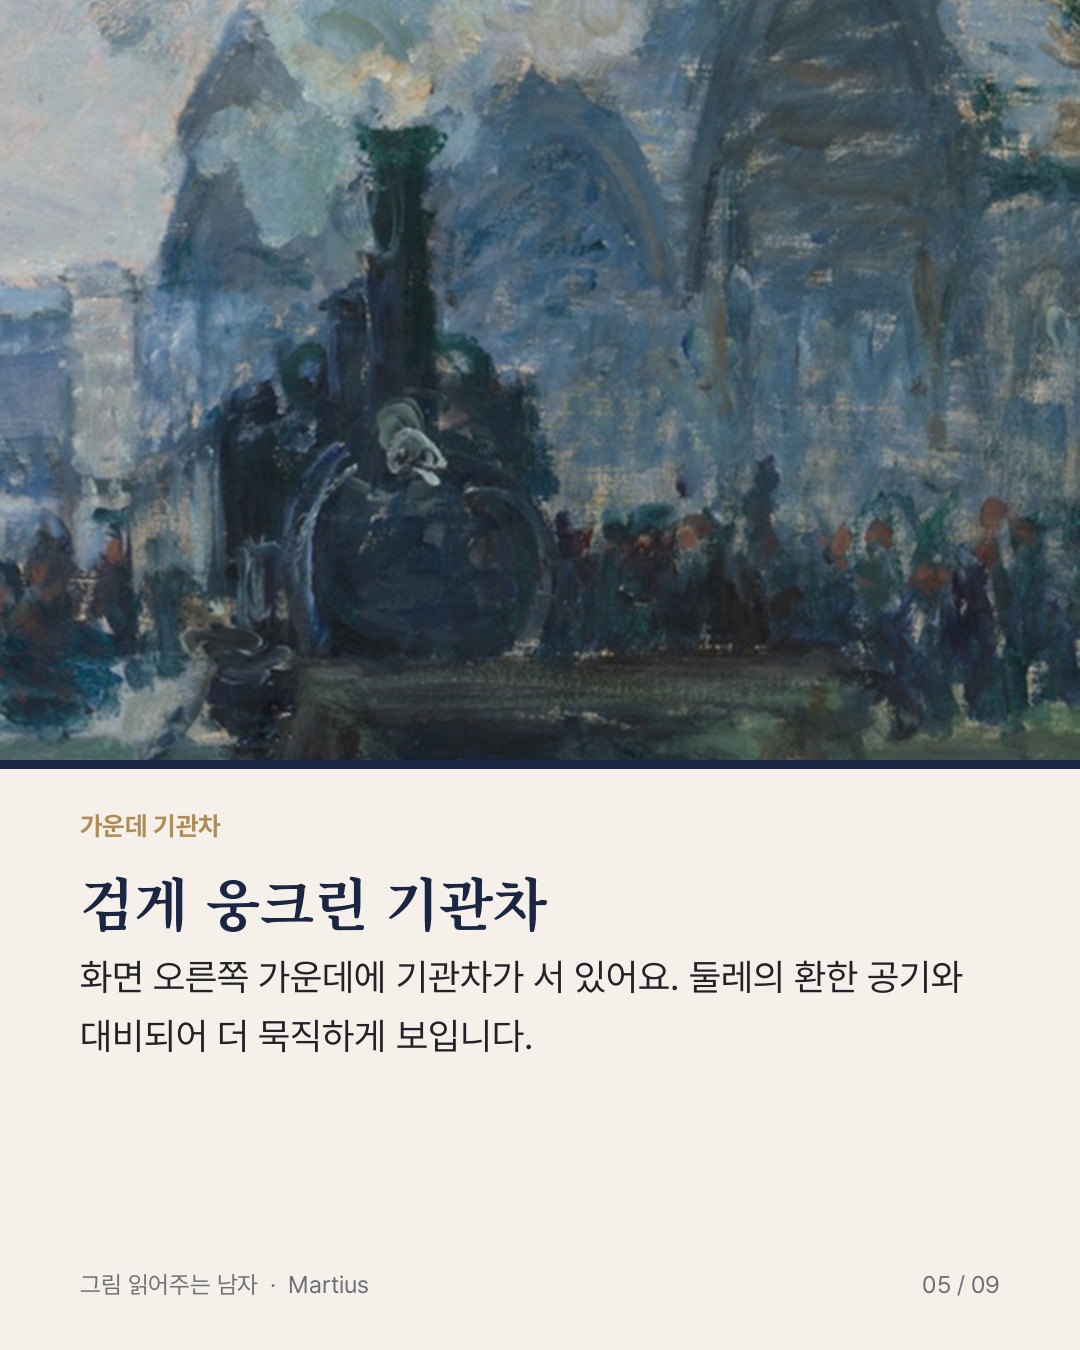 가운데 기관차
검게 웅크린 기관차
화면 오른쪽 가운데에 기관차가 서 있어요. 둘레의 환한 공기와
대비되어 더 묵직하게 보입니다.
그림 읽어주는 남자 · Martius
05 / 09